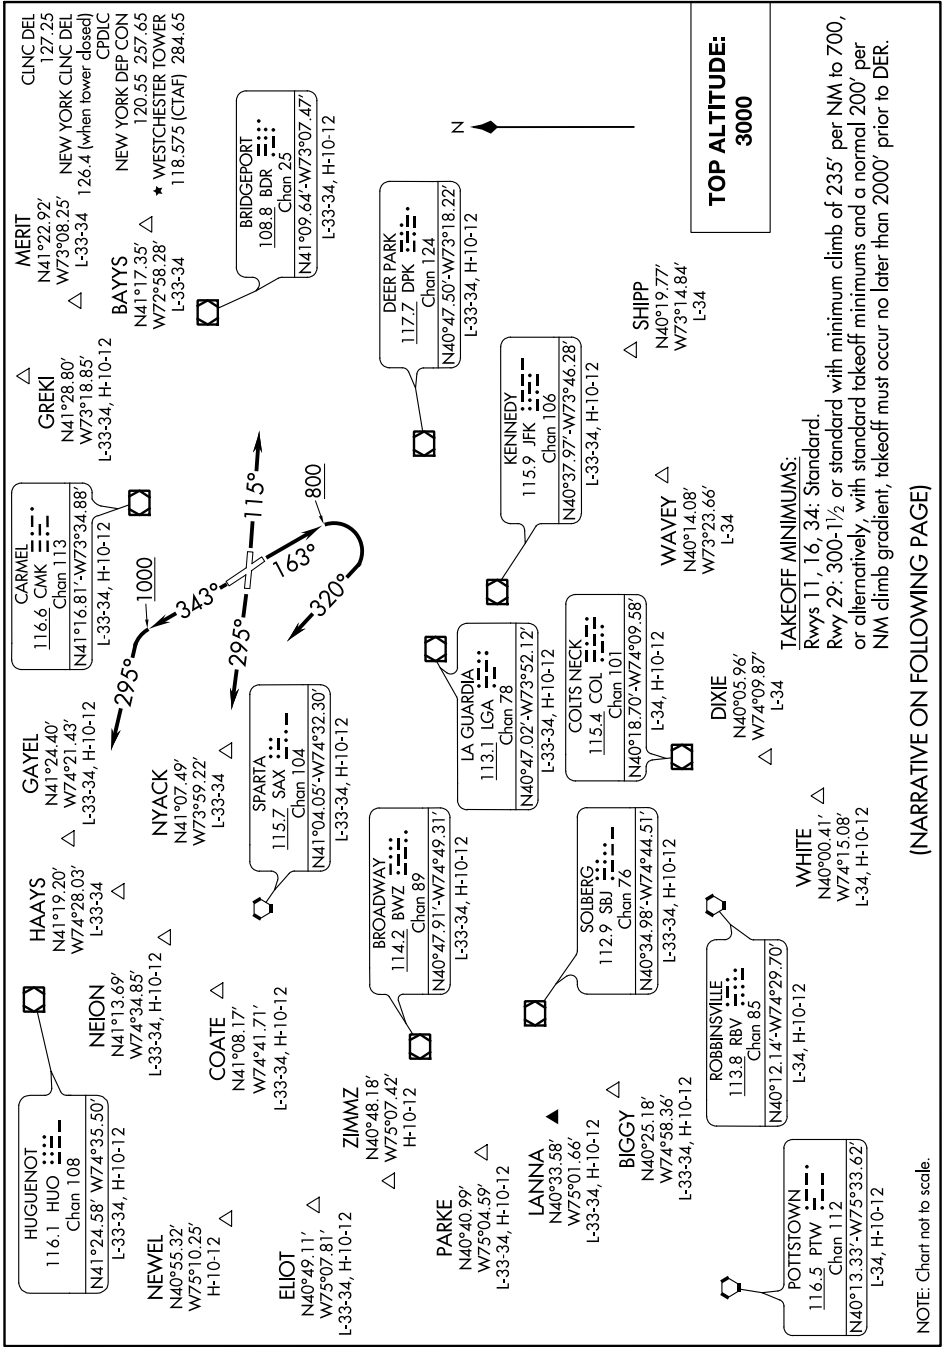 CLNC DEL
127.25
NEW YORK CLNC DEL
126.4 (when tower closed)
CPDLC
NEW YORK DEP CON
120.55 257.65
★ WESTCHESTER TOWER
118.575 (CTAF) 284.65
TOP ALTITUDE:
3000
N
HUGUENOT
116.1 HUO
Chan 108
N41°24.58' W74°35.50'
L-33-34, H-10-12
HAAYS
N41°19.20'
W74°28.03'
L-33-34
GAYEL
N41°24.40'
W74°21.43'
L-33-34, H-10-12
CARMEL
116.6 CMK
Chan 113
N41°16.81'-W73°34.88'
L-33-34, H-10-12
GREKI
N41°28.80'
W73°18.85'
L-33-34, H-10-12
MERIT
N41°22.92'
W73°08.25'
L-33-34
BAYYS
N41°17.35'
W72°58.28'
L-33-34
NEION
N41°13.69'
W74°34.85'
L-33-34, H-10-12
295°
1000
343°
295°
115°
163°
800
320°
BRIDGEPORT
108.8 BDR
Chan 25
N41°09.64'-W73°07.47'
L-33-34, H-10-12
NEWEL
N40°55.32'
W75°10.25'
H-10-12
COATE
N41°08.17'
W74°41.71'
L-33-34, H-10-12
NYACK
N41°07.49'
W73°59.22'
L-33-34
SPARTA
115.7 SAX
Chan 104
N41°04.05'-W74°32.30'
L-33-34, H-10-12
ELIOT
N40°49.11'
W75°07.81'
L-33-34, H-10-12
ZIMMZ
N40°48.18'
W75°07.42'
H-10-12
BROADWAY
114.2 BWZ
Chan 89
N40°47.91'-W74°49.31'
L-33-34, H-10-12
DEER PARK
117.7 DPK
Chan 124
N40°47.50'-W73°18.22'
L-33-34, H-10-12
PARKE
N40°40.99'
W75°04.59'
L-33-34, H-10-12
LA GUARDIA
113.1 LGA
Chan 78
N40°47.02'-W73°52.12'
L-33-34, H-10-12
KENNEDY
115.9 JFK
Chan 106
N40°37.97'-W73°46.28'
L-33-34, H-10-12
LANNA
N40°33.58'
W75°01.66'
L-33-34, H-10-12
SOLBERG
112.9 SBJ
Chan 76
N40°34.98'-W74°44.51'
L-33-34, H-10-12
COLTS NECK
115.4 COL
Chan 101
N40°18.70'-W74°09.58'
L-34, H-10-12
BIGGY
N40°25.18'
W74°58.36'
L-33-34, H-10-12
WAVEY
N40°14.08'
W73°23.66'
L-34
SHIPP
N40°19.77'
W73°14.84'
L-34
ROBBINSVILLE
113.8 RBV
Chan 85
N40°12.14'-W74°29.70'
L-34, H-10-12
DIXIE
N40°05.96'
W74°09.87'
L-34
POTTSTOWN
116.5 PTW
Chan 112
N40°13.33'-W75°33.62'
L-34, H-10-12
WHITE
N40°00.41'
W74°15.08'
L-34, H-10-12
TAKEOFF MINIMUMS:
Rwys 11, 16, 34: Standard.
Rwy 29: 300-1½ or standard with minimum climb of 235' per NM to 700,
or alternatively, with standard takeoff minimums and a normal 200' per
NM climb gradient, takeoff must occur no later than 2000' prior to DER.
NOTE: Chart not to scale.
(NARRATIVE ON FOLLOWING PAGE)